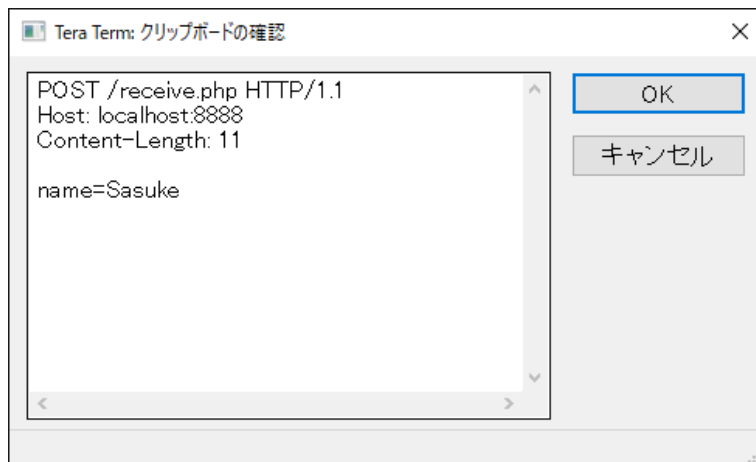 Tera Term: クリップボードの確認
POST /receive.php HTTP/1.1
Host: localhost:8888
Content-Length: 11
name=Sasuke
OK
キャンセル